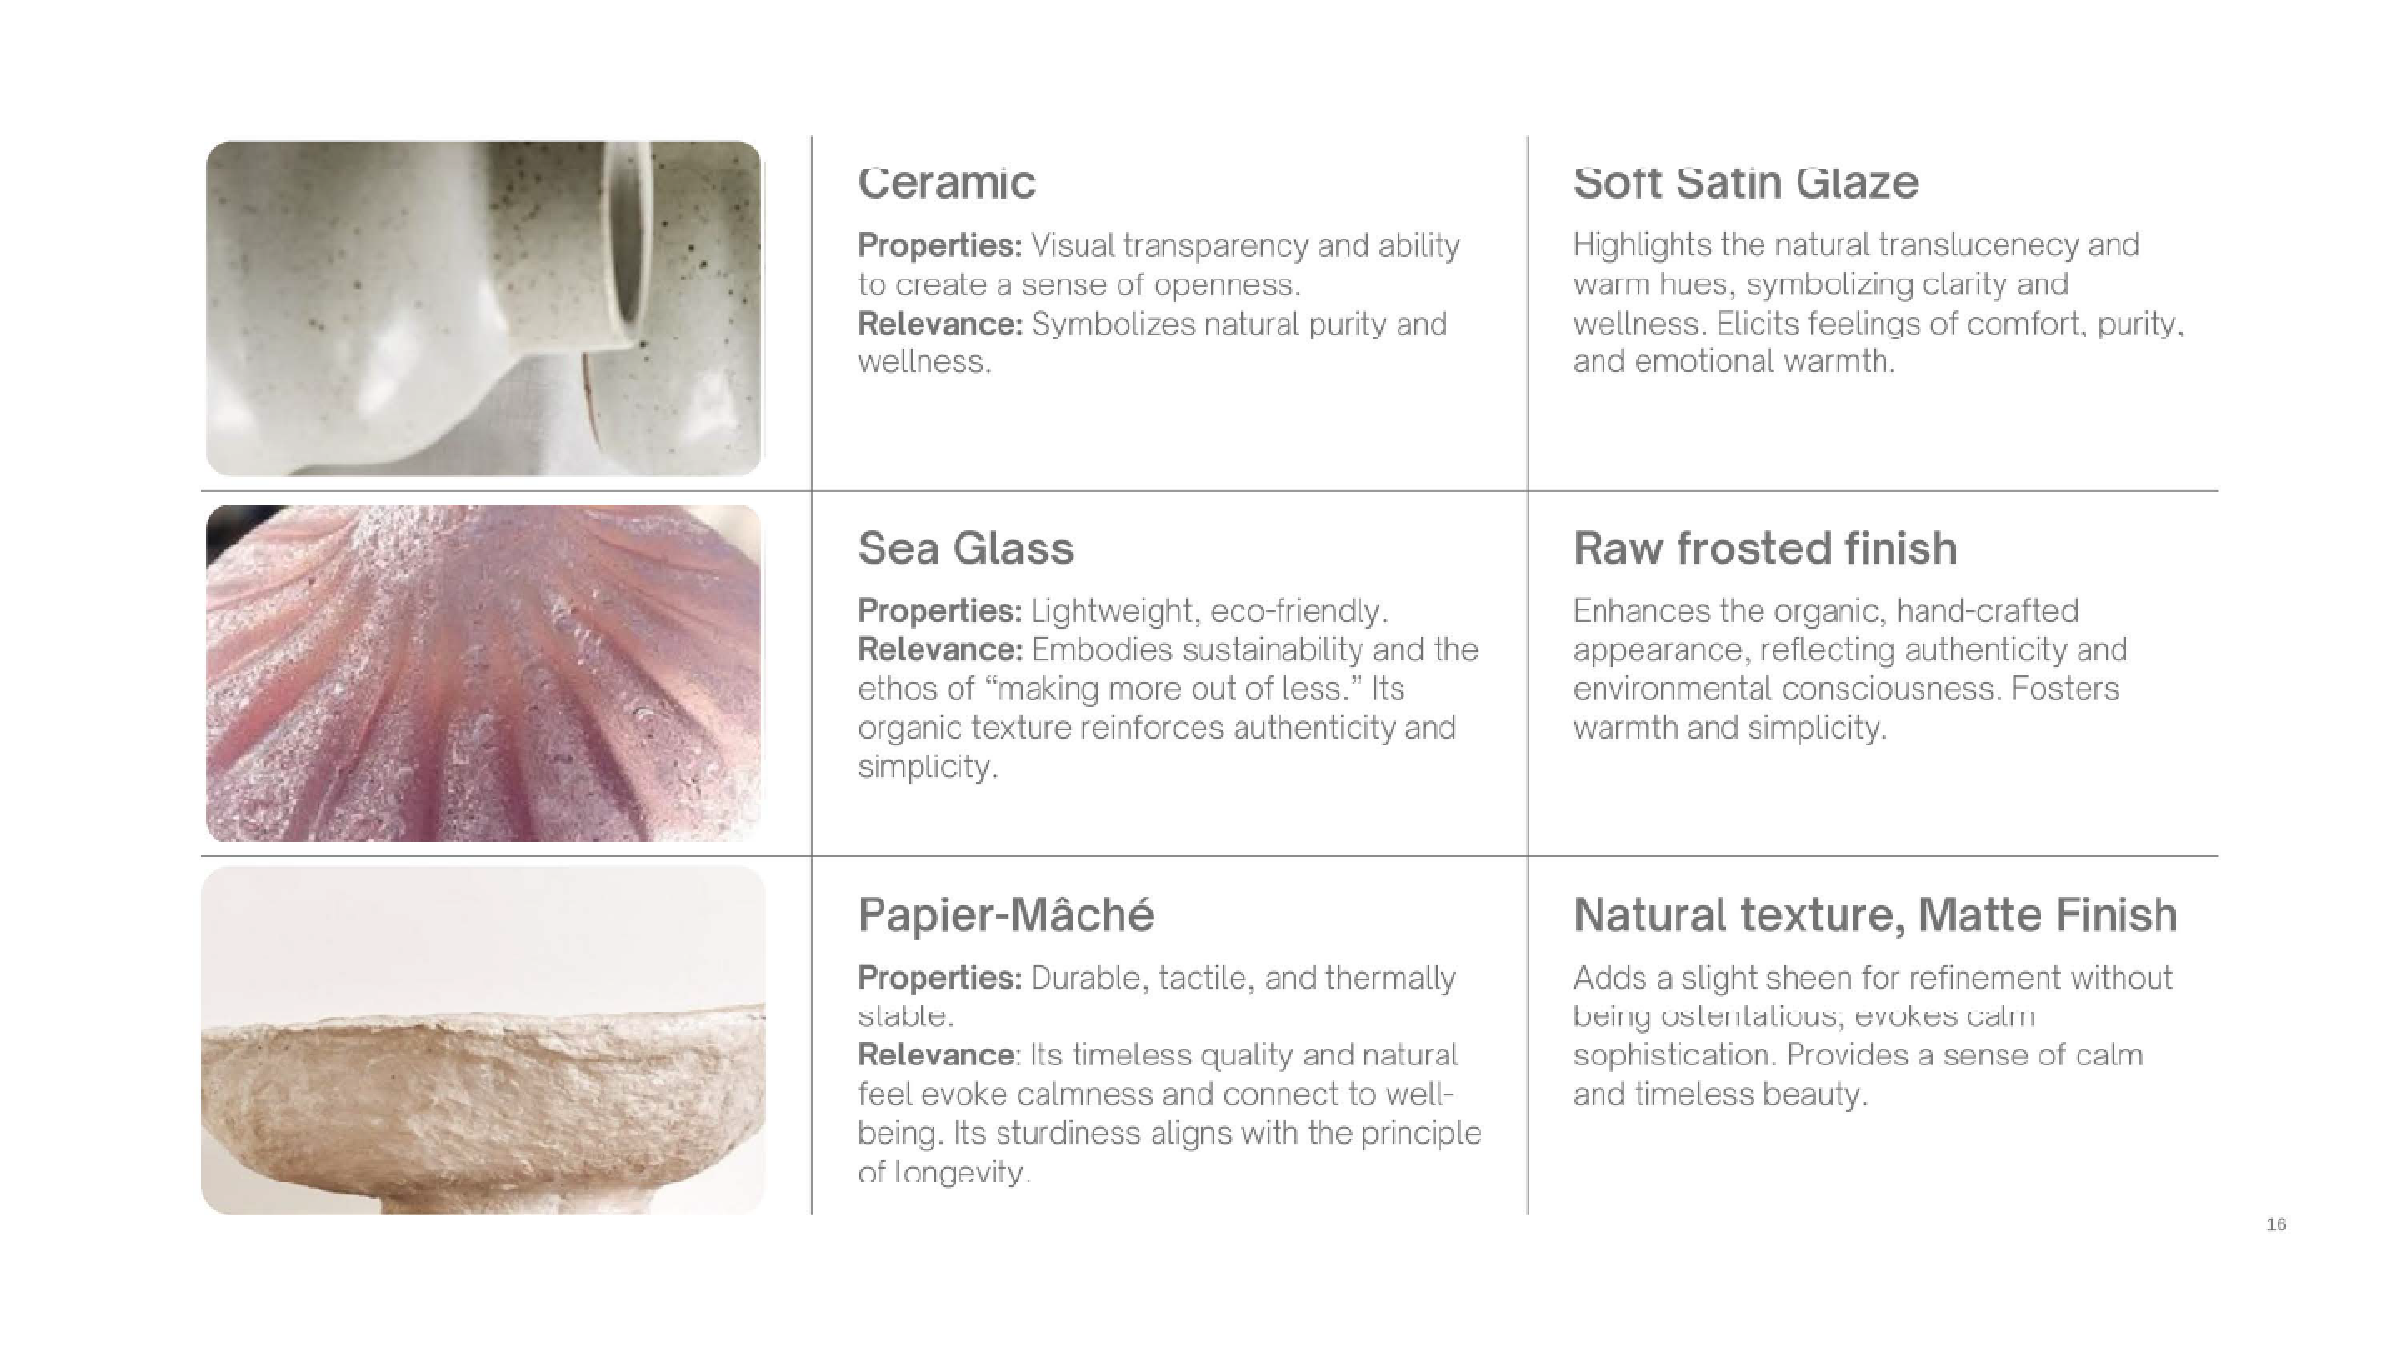 Ceramic
Properties: Visual transparency and ability
to create a sense of openness.
Relevance: Symbolizes natural purity and
wellness.
Soft Satin Glaze
Highlights the natural translucenecy and
warm hues, symbolizing clarity and
wellness. Elicits feelings of comfort, purity,
and emotional warmth.
Sea Glass
Properties: Lightweight, eco-friendly.
Relevance: Embodies sustainability and the
ethos of “making more out of less.” Its
organic texture reinforces authenticity and
simplicity.
Raw frosted finish
Enhances the organic, hand-crafted
appearance, reflecting authenticity and
environmental consciousness. Fosters
warmth and simplicity.
Papier-Mâché
Properties: Durable, tactile, and thermally
stable.
Relevance: Its timeless quality and natural
feel evoke calmness and connect to well-
being. Its sturdiness aligns with the principle
of longevity.
Natural texture, Matte Finish
Adds a slight sheen for refinement without
being ostentatious; evokes calm
sophistication. Provides a sense of calm
and timeless beauty.
16